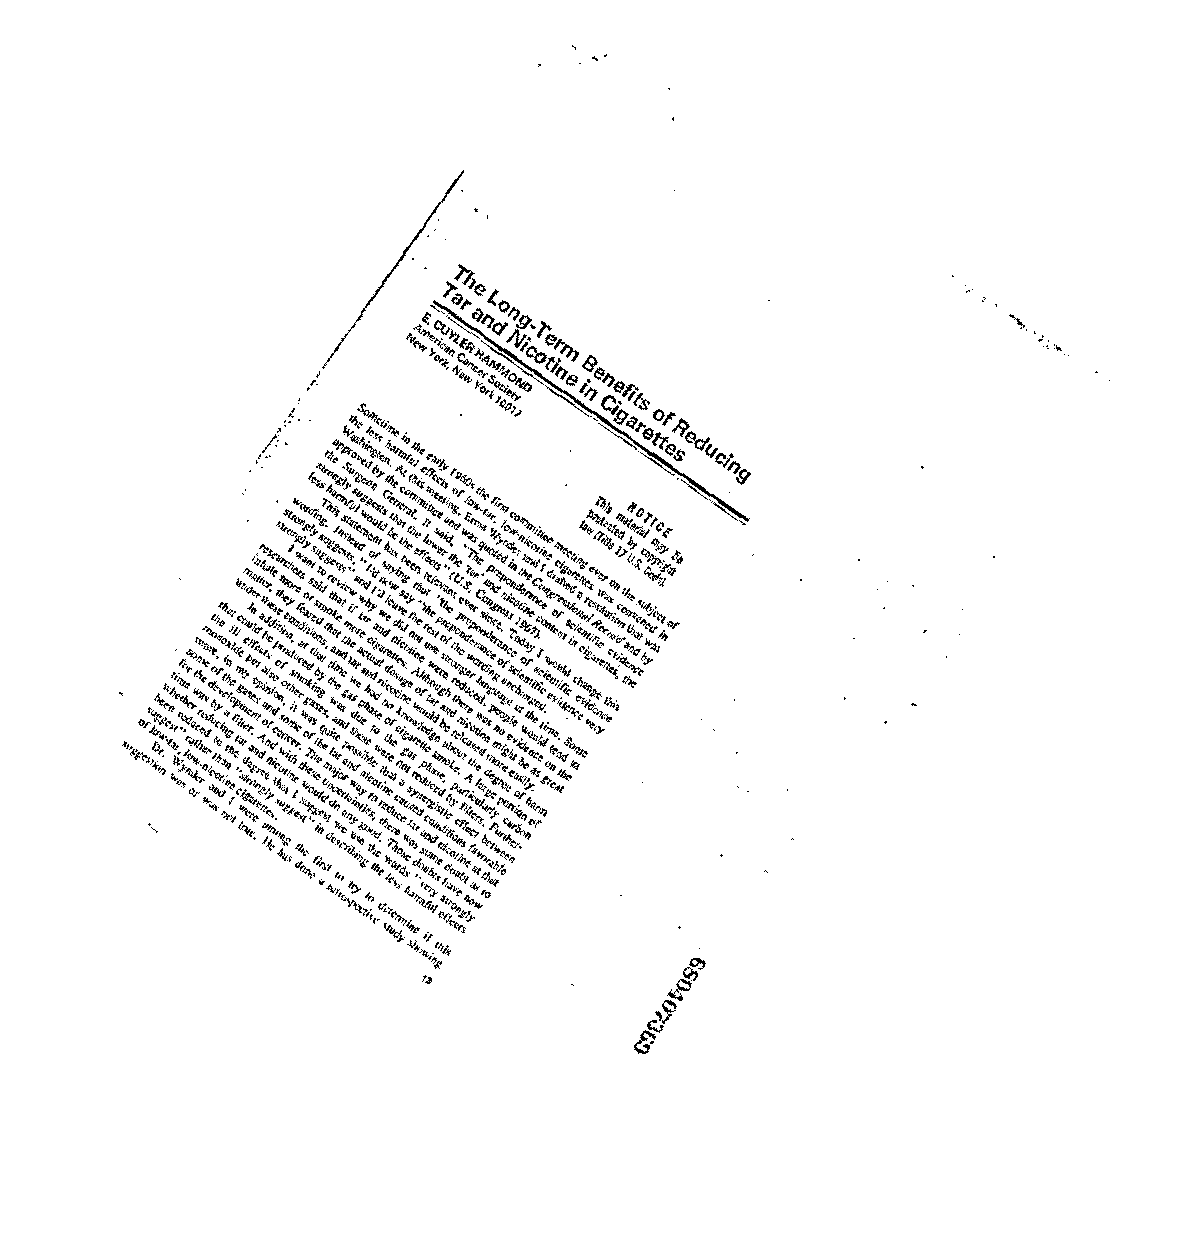 The Long-Term Benefits of Reducing
Tar and Nicotine in Cigarettes
E. CUYLER HAMMOND
American Cancer Society
New York, New York 10017
NOTICE
This material may be
protected by copyright
law (Title 17 U.S. Code).
Sometime in the early 1960s the first committee meeting ever on the subject of
the less harmful effects of low-tar, low-nicotine cigarettes was convened in
Washington. At this meeting, Ernst Wynder and I drafted a resolution that was
approved by the committee and was quoted in the Congressional Record and by
the Surgeon General. It said, "The preponderance of scientific evidence
strongly suggests that the lower the 'tar' and nicotine content in cigarettes, the
less harmful would be the effects" (U.S. Congress 1967).
This statement has been relevant ever since. Today I would change this
wording. Instead of saying that "the preponderance of scientific evidence
strongly suggests," I'd now say "the preponderance of scientific evidence very
strongly suggests" and I'd leave the rest of the wording unchanged.
I want to review why we did not use stronger language at the time. Some
researchers said that if tar and nicotine were reduced, people would tend to
inhale more or smoke more cigarettes. Although there was no evidence on the
matter, they feared that the actual dosage of tar and nicotine might be as great
under these conditions, and tar and nicotine would be released more easily.
In addition, at that time we had no knowledge about the degree of harm
that could be produced by the gas phase of cigarette smoke. A large portion of
the ill effects of smoking was due to the gas phase, particularly carbon
monoxide but also other gases, and these were not reduced by filters. Further-
more, in my opinion, it was quite possible that a synergistic effect between
some of the gases and some of the tar and nicotine caused conditions favorable
for the development of cancer. The major way to reduce tar and nicotine at that
time was by a filter. And with these uncertainties, there was some doubt as to
whether reducing tar and nicotine would do any good. Those doubts have now
been reduced to the degree that I suggest we use the words "very strongly
suggest" rather than "strongly suggest" in describing the less harmful effects
of low-tar, low-nicotine cigarettes.
Dr. Wynder and I were among the first to try to determine if this
suggestion was or was not true. He has done a retrospective study showing
13
680407363